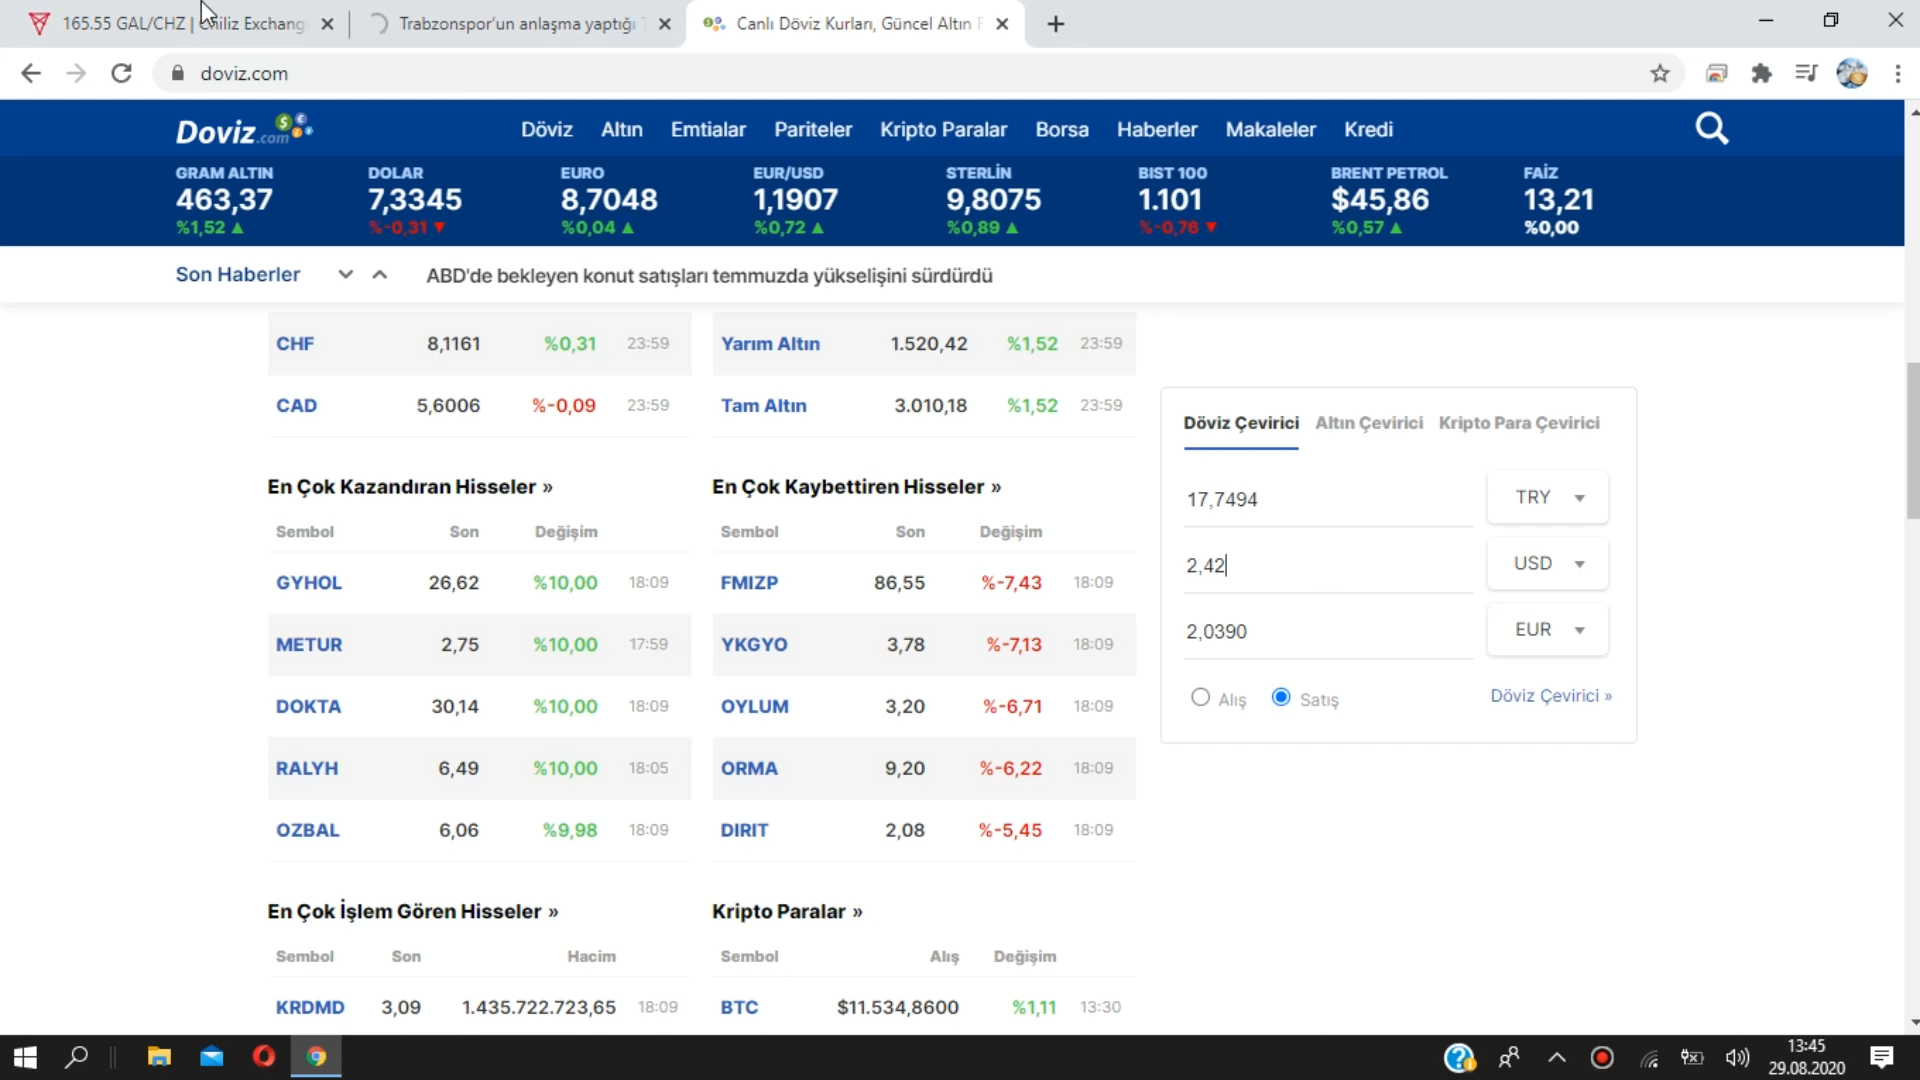 165.55 GAL/CHZ | Chiliz Exchang
Trabzonspor'un anlaşma yaptığı T
Canlı Döviz Kurları, Güncel Altın F
doviz.com
Doviz.com
Döviz Altın Emtialar Pariteler Kripto Paralar Borsa Haberler Makaleler Kredi
GRAM ALTIN DOLAR EURO EUR/USD STERLİN BIST 100 BRENT PETROL FAİZ
463,37 7,3345 8,7048 1,1907 9,8075 1.101 $45,86 13,21
%1,52 %-0,31 %0,04 %0,72 %0,89 %-0,76 %0,57 %0,00
Son Haberler ABD'de bekleyen konut satışları temmuzda yükselişini sürdürdü
CHF 8,1161 %0,31 23:59
CAD 5,6006 %-0,09 23:59
Yarım Altın 1.520,42 %1,52 23:59
Tam Altın 3.010,18 %1,52 23:59
En Çok Kazandıran Hisseler »
Sembol Son Değişim
GYHOL 26,62 %10,00 18:09
METUR 2,75 %10,00 17:59
DOKTA 30,14 %10,00 18:09
RALYH 6,49 %10,00 18:05
OZBAL 6,06 %9,98 18:09
En Çok Kaybettiren Hisseler »
Sembol Son Değişim
FMIZP 86,55 %-7,43 18:09
YKGYO 3,78 %-7,13 18:09
OYLUM 3,20 %-6,71 18:09
ORMA 9,20 %-6,22 18:09
DIRIT 2,08 %-5,45 18:09
Döviz Çevirici Altın Çevirici Kripto Para Çevirici
17,7494 TRY
2,42 USD
2,0390 EUR
Alış Satış Döviz Çevirici »
En Çok İşlem Gören Hisseler »
Sembol Son Hacim
KRDMD 3,09 1.435.722.723,65 18:09
Kripto Paralar »
Sembol Alış Değişim
BTC $11.534,8600 %1,11 13:30
13:45
29.08.2020